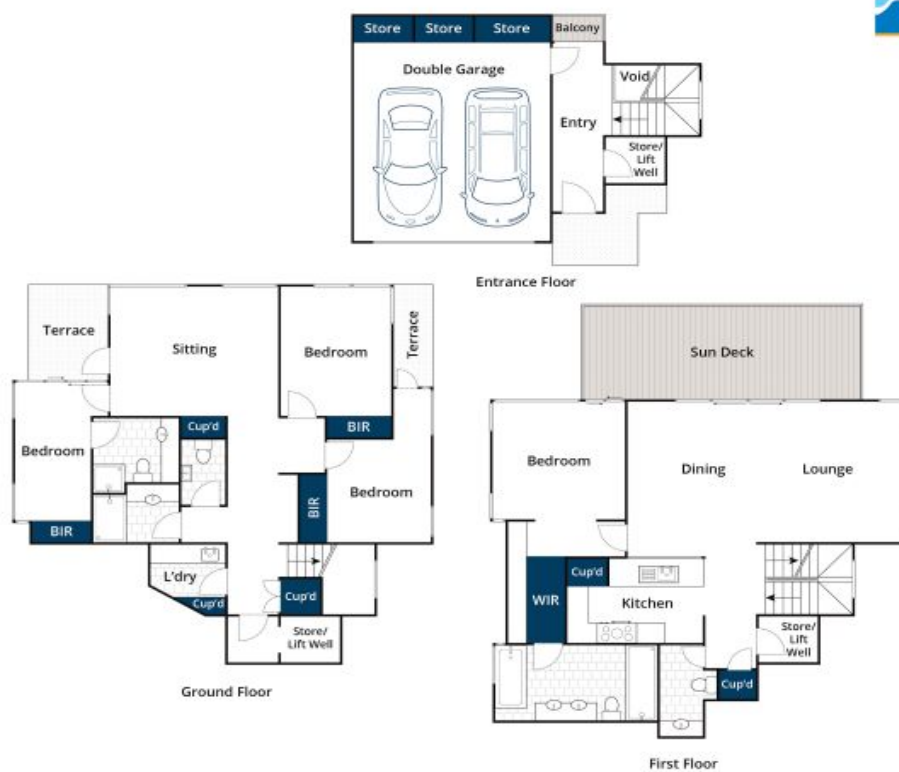 Store
Store
Store
Balcony
Double Garage
Void
Entry
Store/
Lift
Well
Entrance Floor
Terrace
Sitting
Bedroom
Terrace
Cup'd
BIR
Bedroom
Bedroom
BIR
BIR
L'dry
Cup'd
Cup'd
Store/
Lift Well
Ground Floor
Sun Deck
Bedroom
Dining
Lounge
Cup'd
WIR
Kitchen
Store/
Lift
Well
Cup'd
First Floor